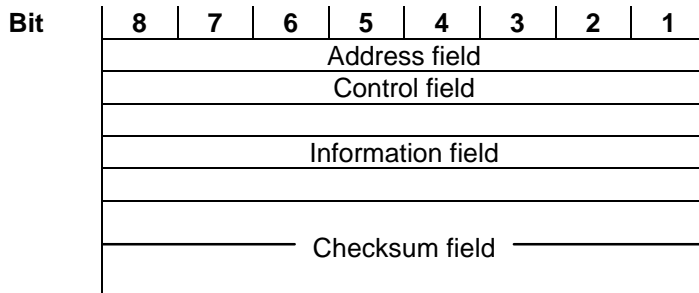 Bit 8 7 6 5 4 3 2 1
Address field
Control field
Information field
Checksum field